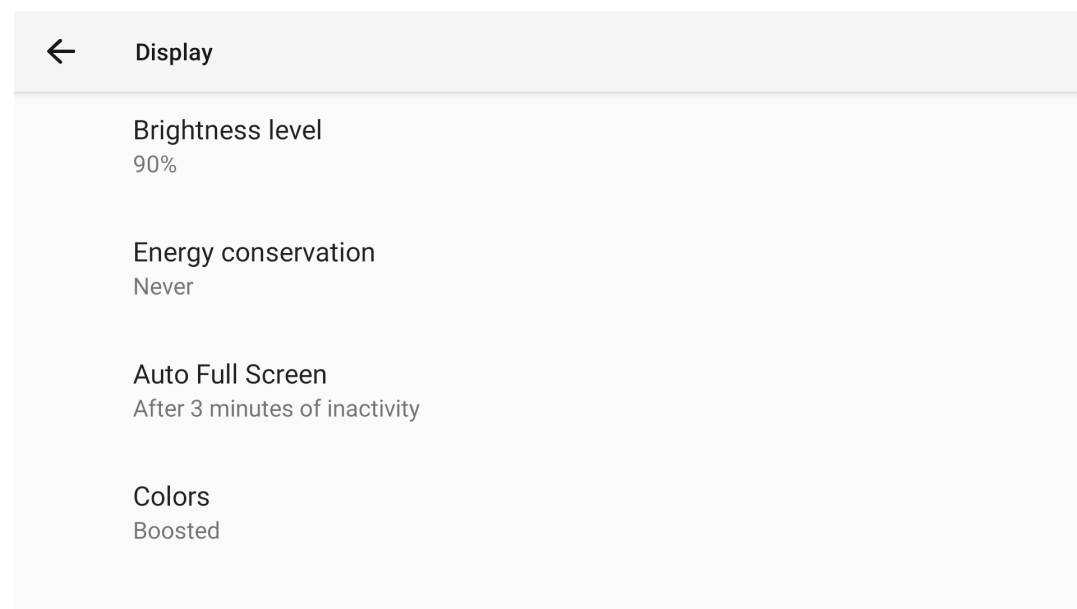 Display
Brightness level
90%
Energy conservation
Never
Auto Full Screen
After 3 minutes of inactivity
Colors
Boosted